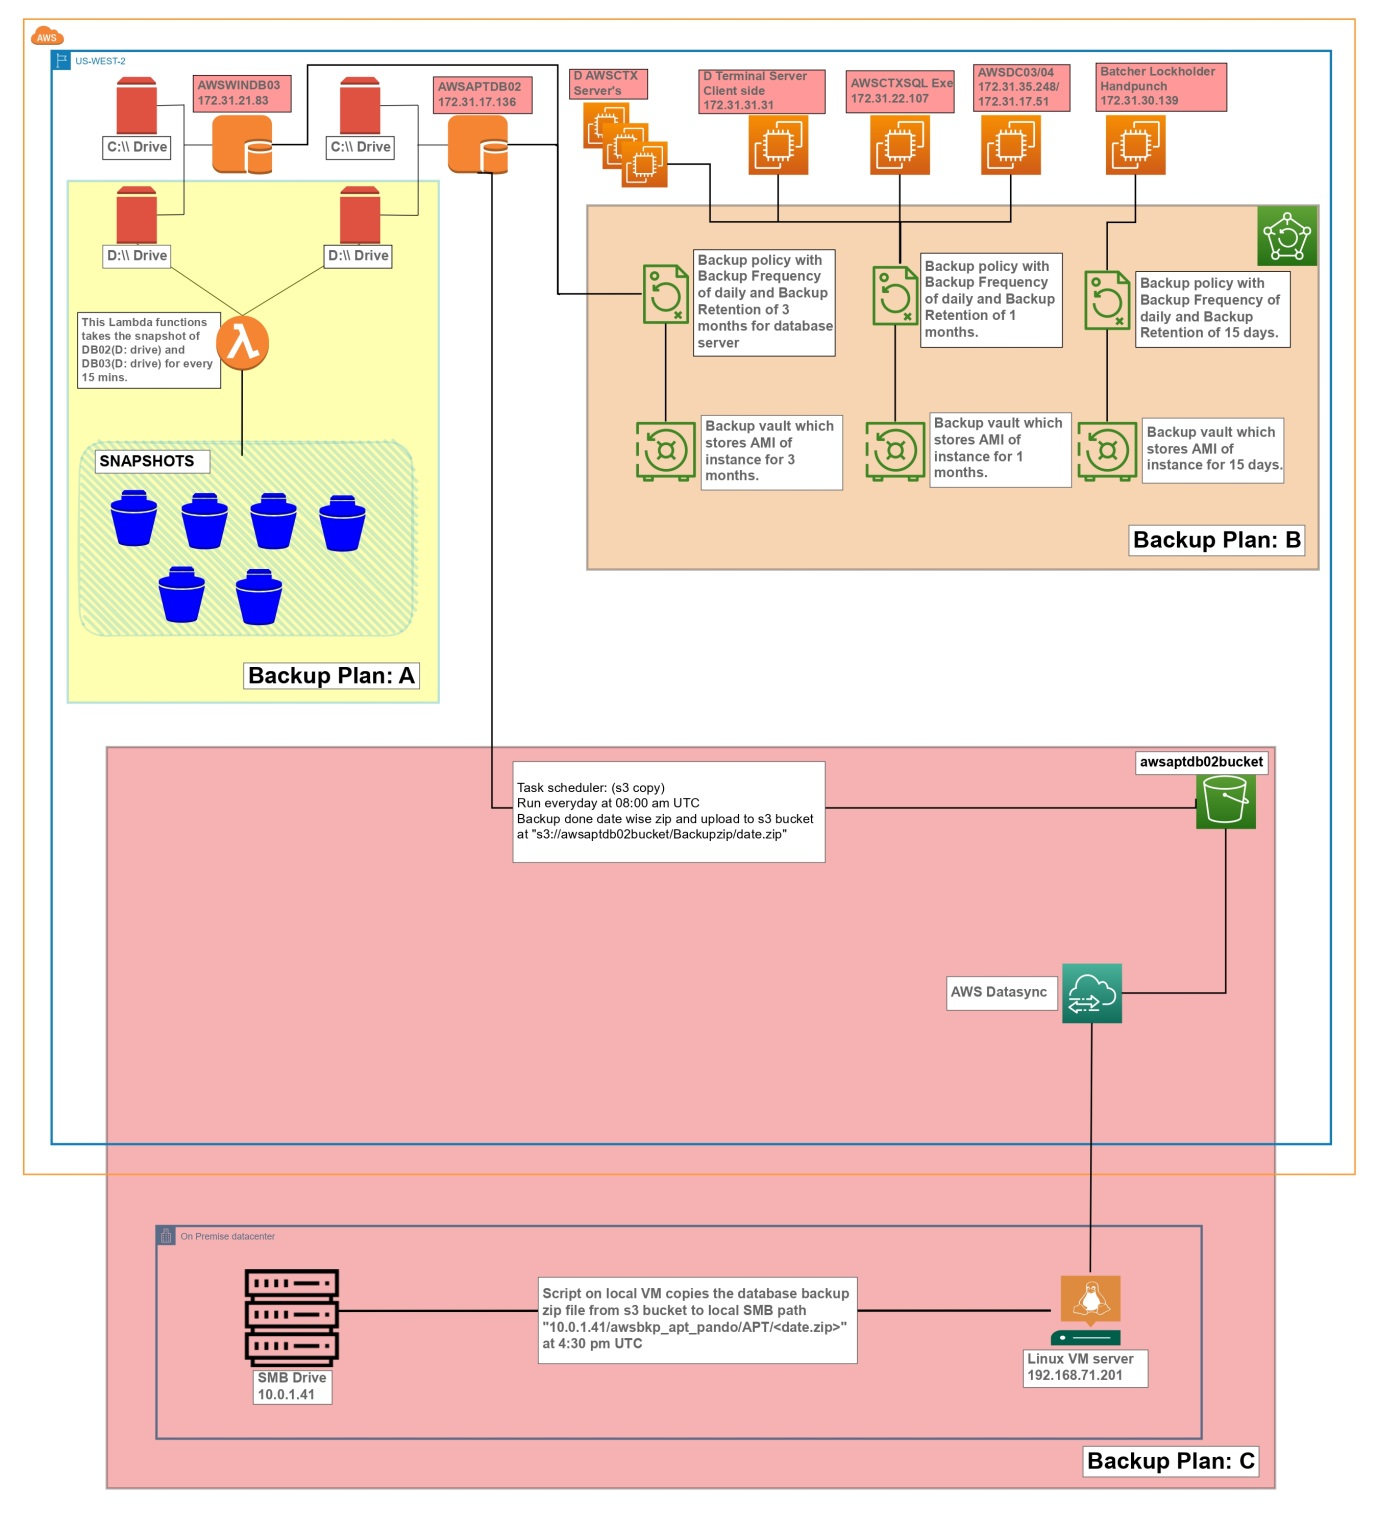 AWS
US-WEST-2
AWSWINDB03
172.31.21.83
AWSAPTDB02
172.31.17.136
D AWSCTX
Server's
D Terminal Server
Client side
172.31.31.31
AWSCTXSQL Exe
172.31.22.107
AWSDC03/04
172.31.35.248/
172.31.17.51
Batcher Lockholder
Handpunch
172.31.30.139
C:\\ Drive
C:\\ Drive
D:\\ Drive
D:\\ Drive
This Lambda functions
takes the snapshot of
DB02(D: drive) and
DB03(D: drive) for every
15 mins.
SNAPSHOTS
Backup Plan: A
Backup policy with
Backup Frequency
of daily and Backup
Retention of 3
months for database
server
Backup policy with
Backup Frequency
of daily and Backup
Retention of 1
months.
Backup policy with
Backup Frequency of
daily and Backup
Retention of 15 days.
Backup vault which
stores AMI of
instance for 3
months.
Backup vault which
stores AMI of
instance for 1
months.
Backup vault which
stores AMI of
instance for 15 days.
Backup Plan: B
awsaptdb02bucket
Task scheduler: (s3 copy)
Run everyday at 08:00 am UTC
Backup done date wise zip and upload to s3 bucket
at "s3://awsaptdb02bucket/Backupzip/date.zip"
AWS Datasync
On Premise datacenter
Script on local VM copies the database backup
zip file from s3 bucket to local SMB path
"10.0.1.41/awsbkp_apt_pando/APT/<date.zip>"
at 4:30 pm UTC
SMB Drive
10.0.1.41
Linux VM server
192.168.71.201
Backup Plan: C